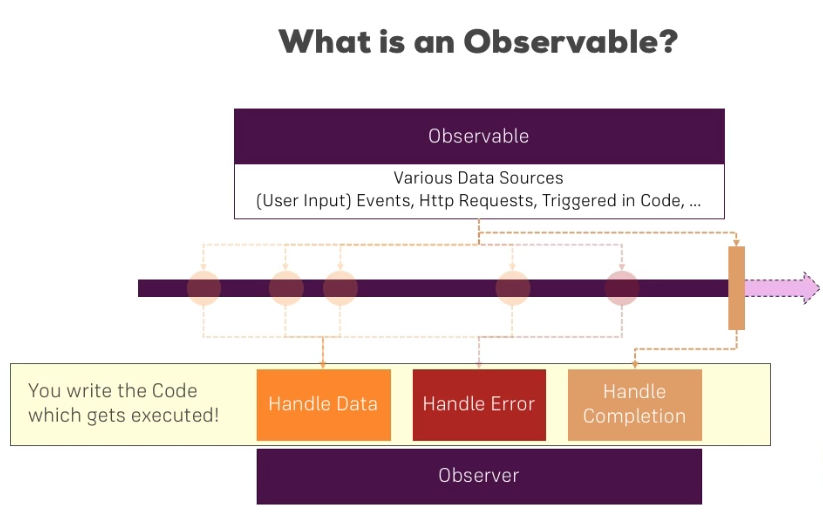 What is an Observable?
Observable
Various Data Sources
(User Input) Events, Http Requests, Triggered in Code, ...
You write the Code
which gets executed!
Handle Data
Handle Error
Handle
Completion
Observer